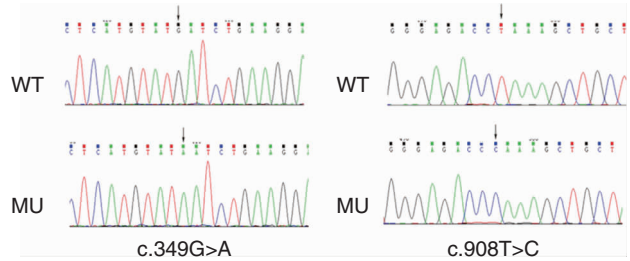 C T C A T G T A T G A T C T G A A G G A
G G G A G A C C T A A A G C T G C T
WT
WT
C T C A T G T A T A A T C T G A A G G A
G G G A G A C C C A A A G C T G C T
MU
MU
c.349G>A
c.908T>C